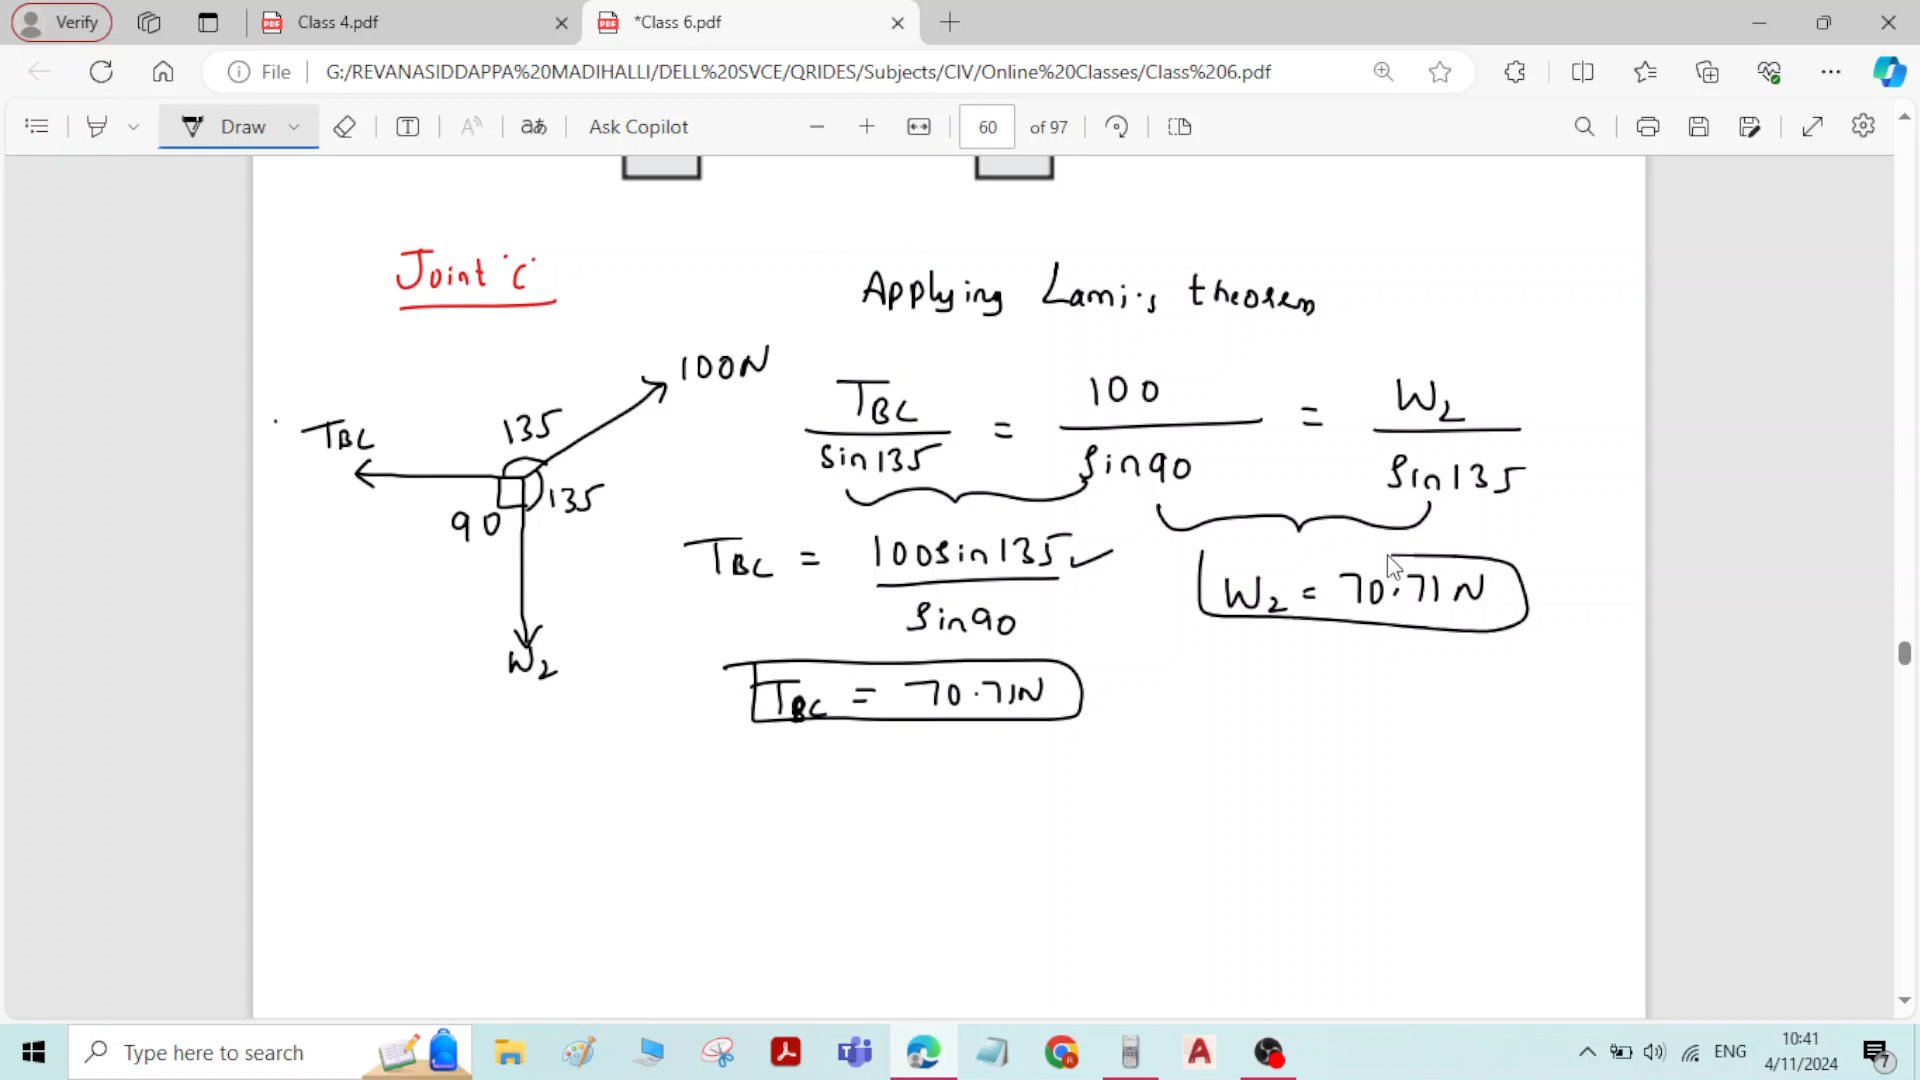 Verify
Class 4.pdf
*Class 6.pdf
File
G:/REVANASIDDAPPA%20MADIHALLI/DELL%20SVCE/QRIDES/Subjects/CIV/Online%20Classes/Class%206.pdf
Draw
Ask Copilot
60 of 97
Joint 'C'
Applying Lami's theorem
100N
135
TBC
135
90
W2
TBC / sin135 = 100 / sin90 = W2 / sin135
TBC = 100sin135 / sin90 ✓
W2 = 70.71 N
TBC = 70.71N
Type here to search
ENG
10:41
4/11/2024
7